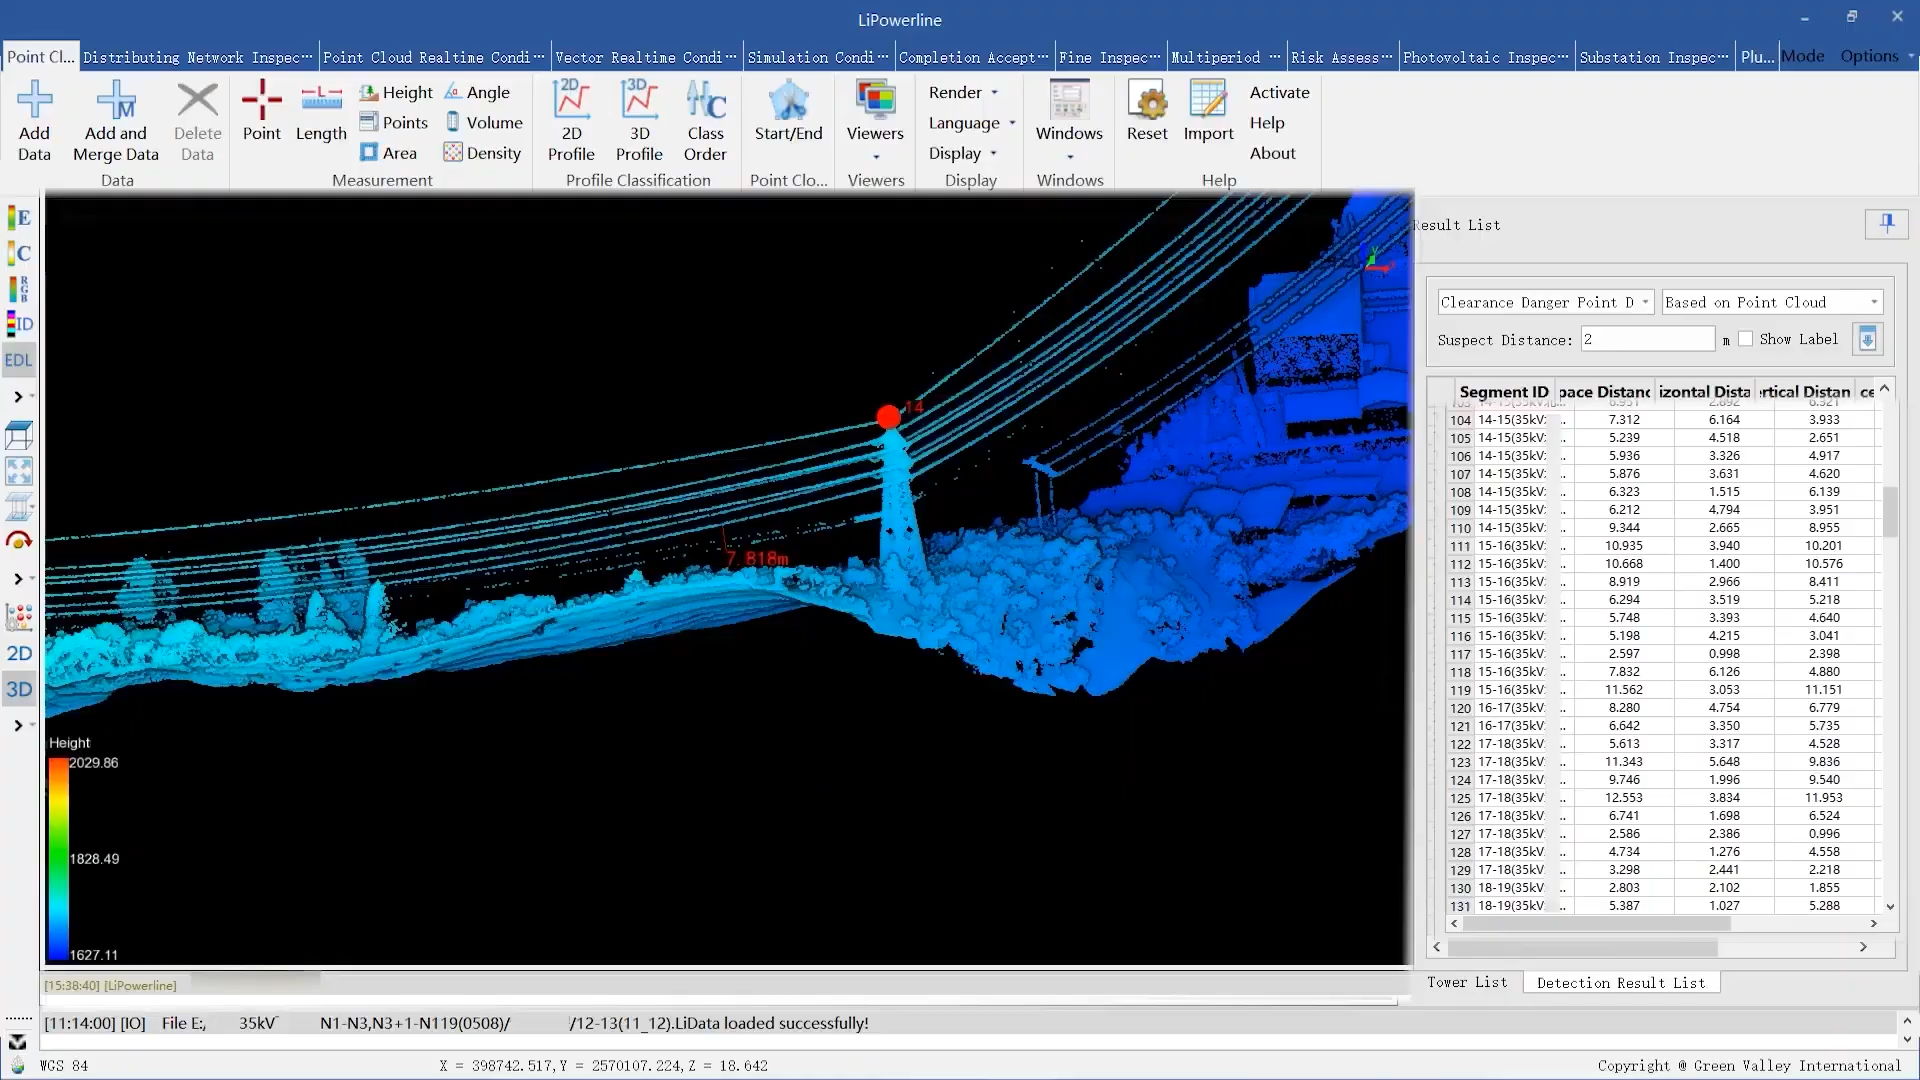 LiPowerline
Point Cl... Distributing Network Inspec··· Point Cloud Realtime Condi··· Vector Realtime Condi··· Simulation Condi··· Completion Accept··· Fine Inspec··· Multiperiod ··· Risk Assess··· Photovoltaic Inspec··· Substation Inspec··· Plu... Mode Options
Add Data
Add and Merge Data
Delete Data
Data
Point
Length
Height
Points
Area
Angle
Volume
Density
Measurement
2D Profile
3D Profile
Class Order
Profile Classification
Start/End
Point Clo...
Viewers
Viewers
Render
Language
Display
Display
Windows
Windows
Reset
Import
Activate
Help
About
Help
E
C
RGB
ID
EDL
2D
3D
14
7.818m
Height
2029.86
1828.49
1627.11
Result List
Clearance Danger Point D
Based on Point Cloud
Suspect Distance: 2 m Show Label
Segment ID pace Distanc izontal Dista rtical Distan ce
103 14-15(35kV 6.951 2.892 6.321
104 14-15(35kV: .. 7.312 6.164 3.933
105 14-15(35kV: .. 5.239 4.518 2.651
106 14-15(35kV: .. 5.936 3.326 4.917
107 14-15(35kV: .. 5.876 3.631 4.620
108 14-15(35kV: .. 6.323 1.515 6.139
109 14-15(35kV: .. 6.212 4.794 3.951
110 14-15(35kV: .. 9.344 2.665 8.955
111 15-16(35kV: .. 10.935 3.940 10.201
112 15-16(35kV: .. 10.668 1.400 10.576
113 15-16(35kV: .. 8.919 2.966 8.411
114 15-16(35kV: .. 6.294 3.519 5.218
115 15-16(35kV: .. 5.748 3.393 4.640
116 15-16(35kV: .. 5.198 4.215 3.041
117 15-16(35kV: .. 2.597 0.998 2.398
118 15-16(35kV: .. 7.832 6.126 4.880
119 15-16(35kV: .. 11.562 3.053 11.151
120 16-17(35kV: .. 8.280 4.754 6.779
121 16-17(35kV: .. 6.642 3.350 5.735
122 17-18(35kV: .. 5.613 3.317 4.528
123 17-18(35kV: .. 11.343 5.648 9.836
124 17-18(35kV: .. 9.746 1.996 9.540
125 17-18(35kV: .. 12.553 3.834 11.953
126 17-18(35kV: .. 6.741 1.698 6.524
127 17-18(35kV: .. 2.586 2.386 0.996
128 17-18(35kV: .. 4.734 1.276 4.558
129 17-18(35kV: .. 3.298 2.441 2.218
130 18-19(35kV: .. 2.803 2.102 1.855
131 18-19(35kV: .. 5.387 1.027 5.288
Tower List Detection Result List
[15:38:40] [LiPowerline]
[11:14:00] [IO] File E:, 35kV N1-N3,N3+1-N119(0508)/ /12-13(11_12).LiData loaded successfully!
WGS 84 X = 398742.517,Y = 2570107.224,Z = 18.642 Copyright @ Green Valley International